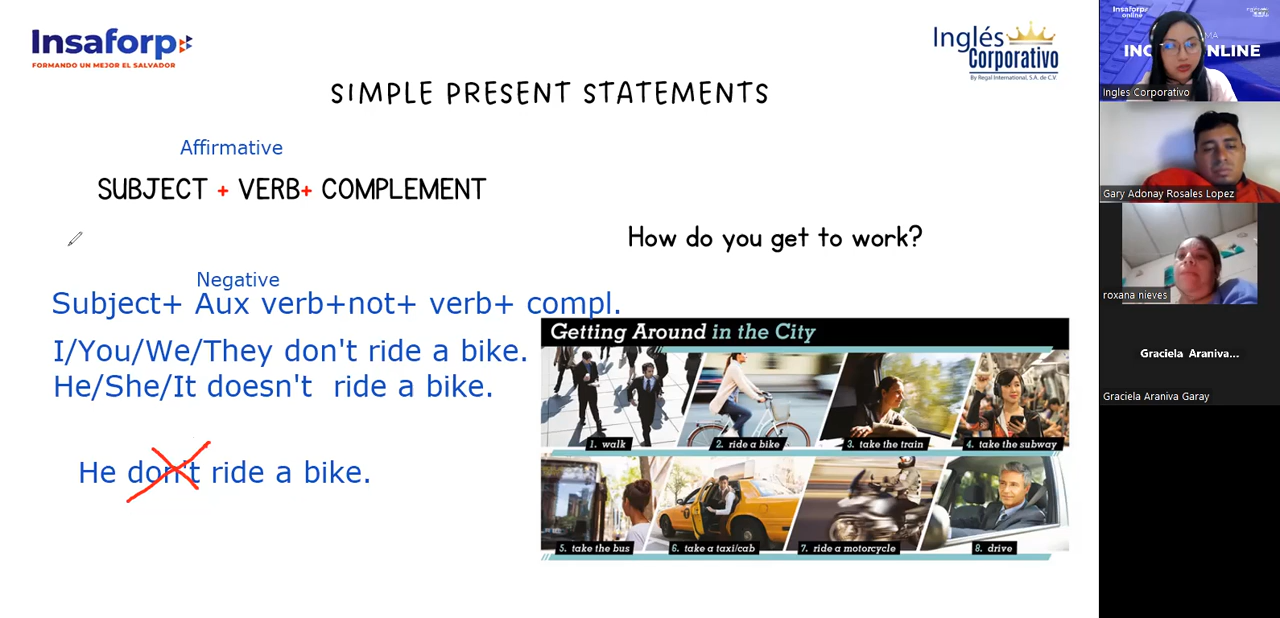 Insaforp
FORMANDO UN MEJOR EL SALVADOR
Inglés
Corporativo
By Regal International, S.A. de C.V.
SIMPLE PRESENT STATEMENTS
Affirmative
SUBJECT + VERB+ COMPLEMENT
How do you get to work?
Negative
Subject+ Aux verb+not+ verb+ compl.
I/You/We/They don't ride a bike.
He/She/It doesn't ride a bike.
He don't ride a bike.
Getting Around in the City
1. walk
2. ride a bike
3. take the train
4. take the subway
5. take the bus
6. take a taxi/cab
7. ride a motorcycle
8. drive
Insaforp
online
NLINE
Ingles Corporativo
Gary Adonay Rosales Lopez
roxana nieves
Graciela Araniva...
Graciela Araniva Garay